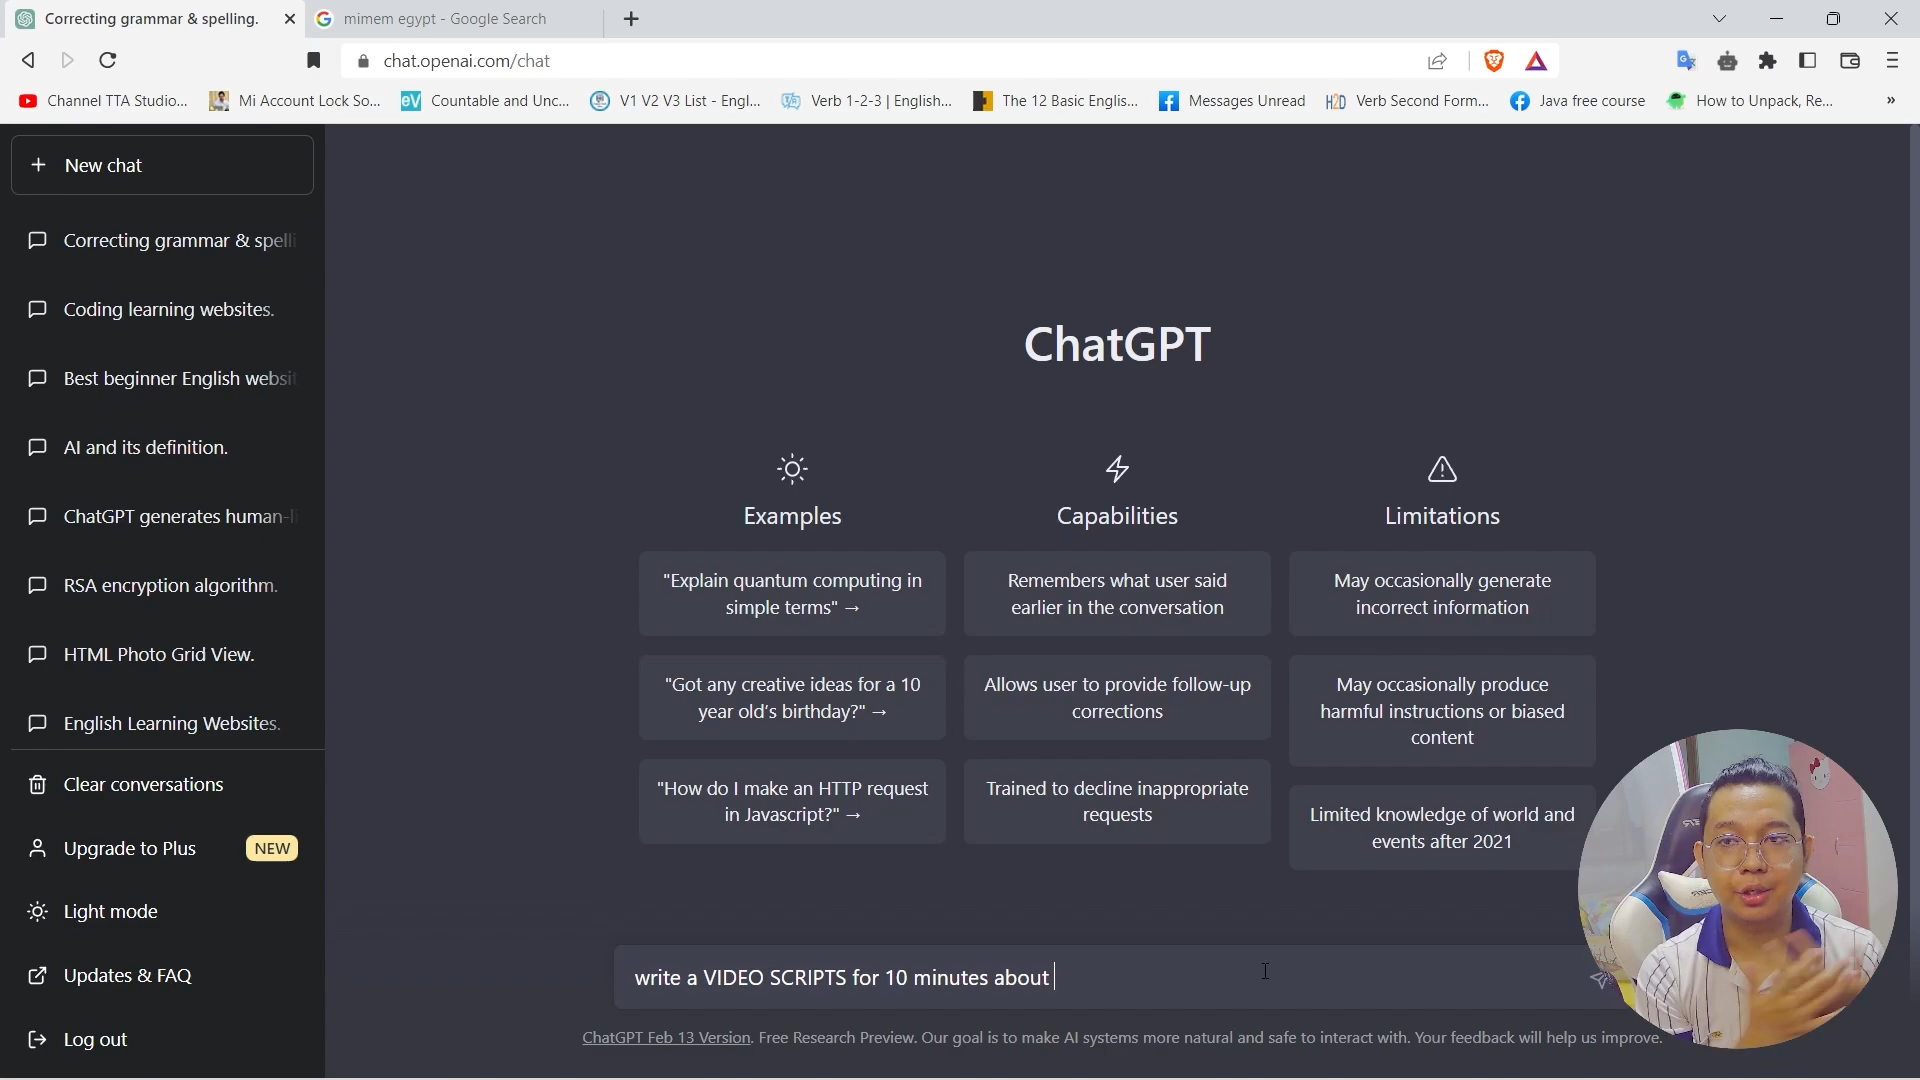 Correcting grammar & spelling.
mimem egypt - Google Search
chat.openai.com/chat
Channel TTA Studio...
Mi Account Lock So...
Countable and Unc...
V1 V2 V3 List - Engl...
Verb 1-2-3 | English...
The 12 Basic Englis...
Messages Unread
Verb Second Form...
Java free course
How to Unpack, Re...
New chat
Correcting grammar & spelli
Coding learning websites.
Best beginner English websit
AI and its definition.
ChatGPT generates human-li
RSA encryption algorithm.
HTML Photo Grid View.
English Learning Websites.
Clear conversations
Upgrade to Plus NEW
Light mode
Updates & FAQ
Log out
ChatGPT
Examples
"Explain quantum computing in
simple terms" →
"Got any creative ideas for a 10
year old's birthday?" →
"How do I make an HTTP request
in Javascript?" →
Capabilities
Remembers what user said
earlier in the conversation
Allows user to provide follow-up
corrections
Trained to decline inappropriate
requests
Limitations
May occasionally generate
incorrect information
May occasionally produce
harmful instructions or biased
content
Limited knowledge of world and
events after 2021
write a VIDEO SCRIPTS for 10 minutes about
ChatGPT Feb 13 Version. Free Research Preview. Our goal is to make AI systems more natural and safe to interact with. Your feedback will help us improve.